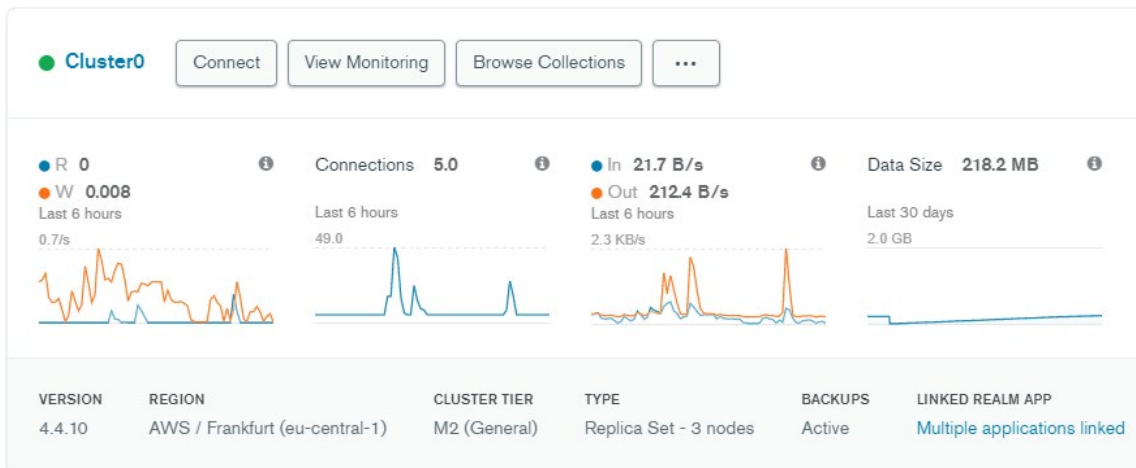 Cluster0 Connect View Monitoring Browse Collections ...
R 0
W 0.008
Last 6 hours
0.7/s
Connections 5.0
Last 6 hours
49.0
In 21.7 B/s
Out 212.4 B/s
Last 6 hours
2.3 KB/s
Data Size 218.2 MB
Last 30 days
2.0 GB
VERSION
4.4.10
REGION
AWS / Frankfurt (eu-central-1)
CLUSTER TIER
M2 (General)
TYPE
Replica Set - 3 nodes
BACKUPS
Active
LINKED REALM APP
Multiple applications linked